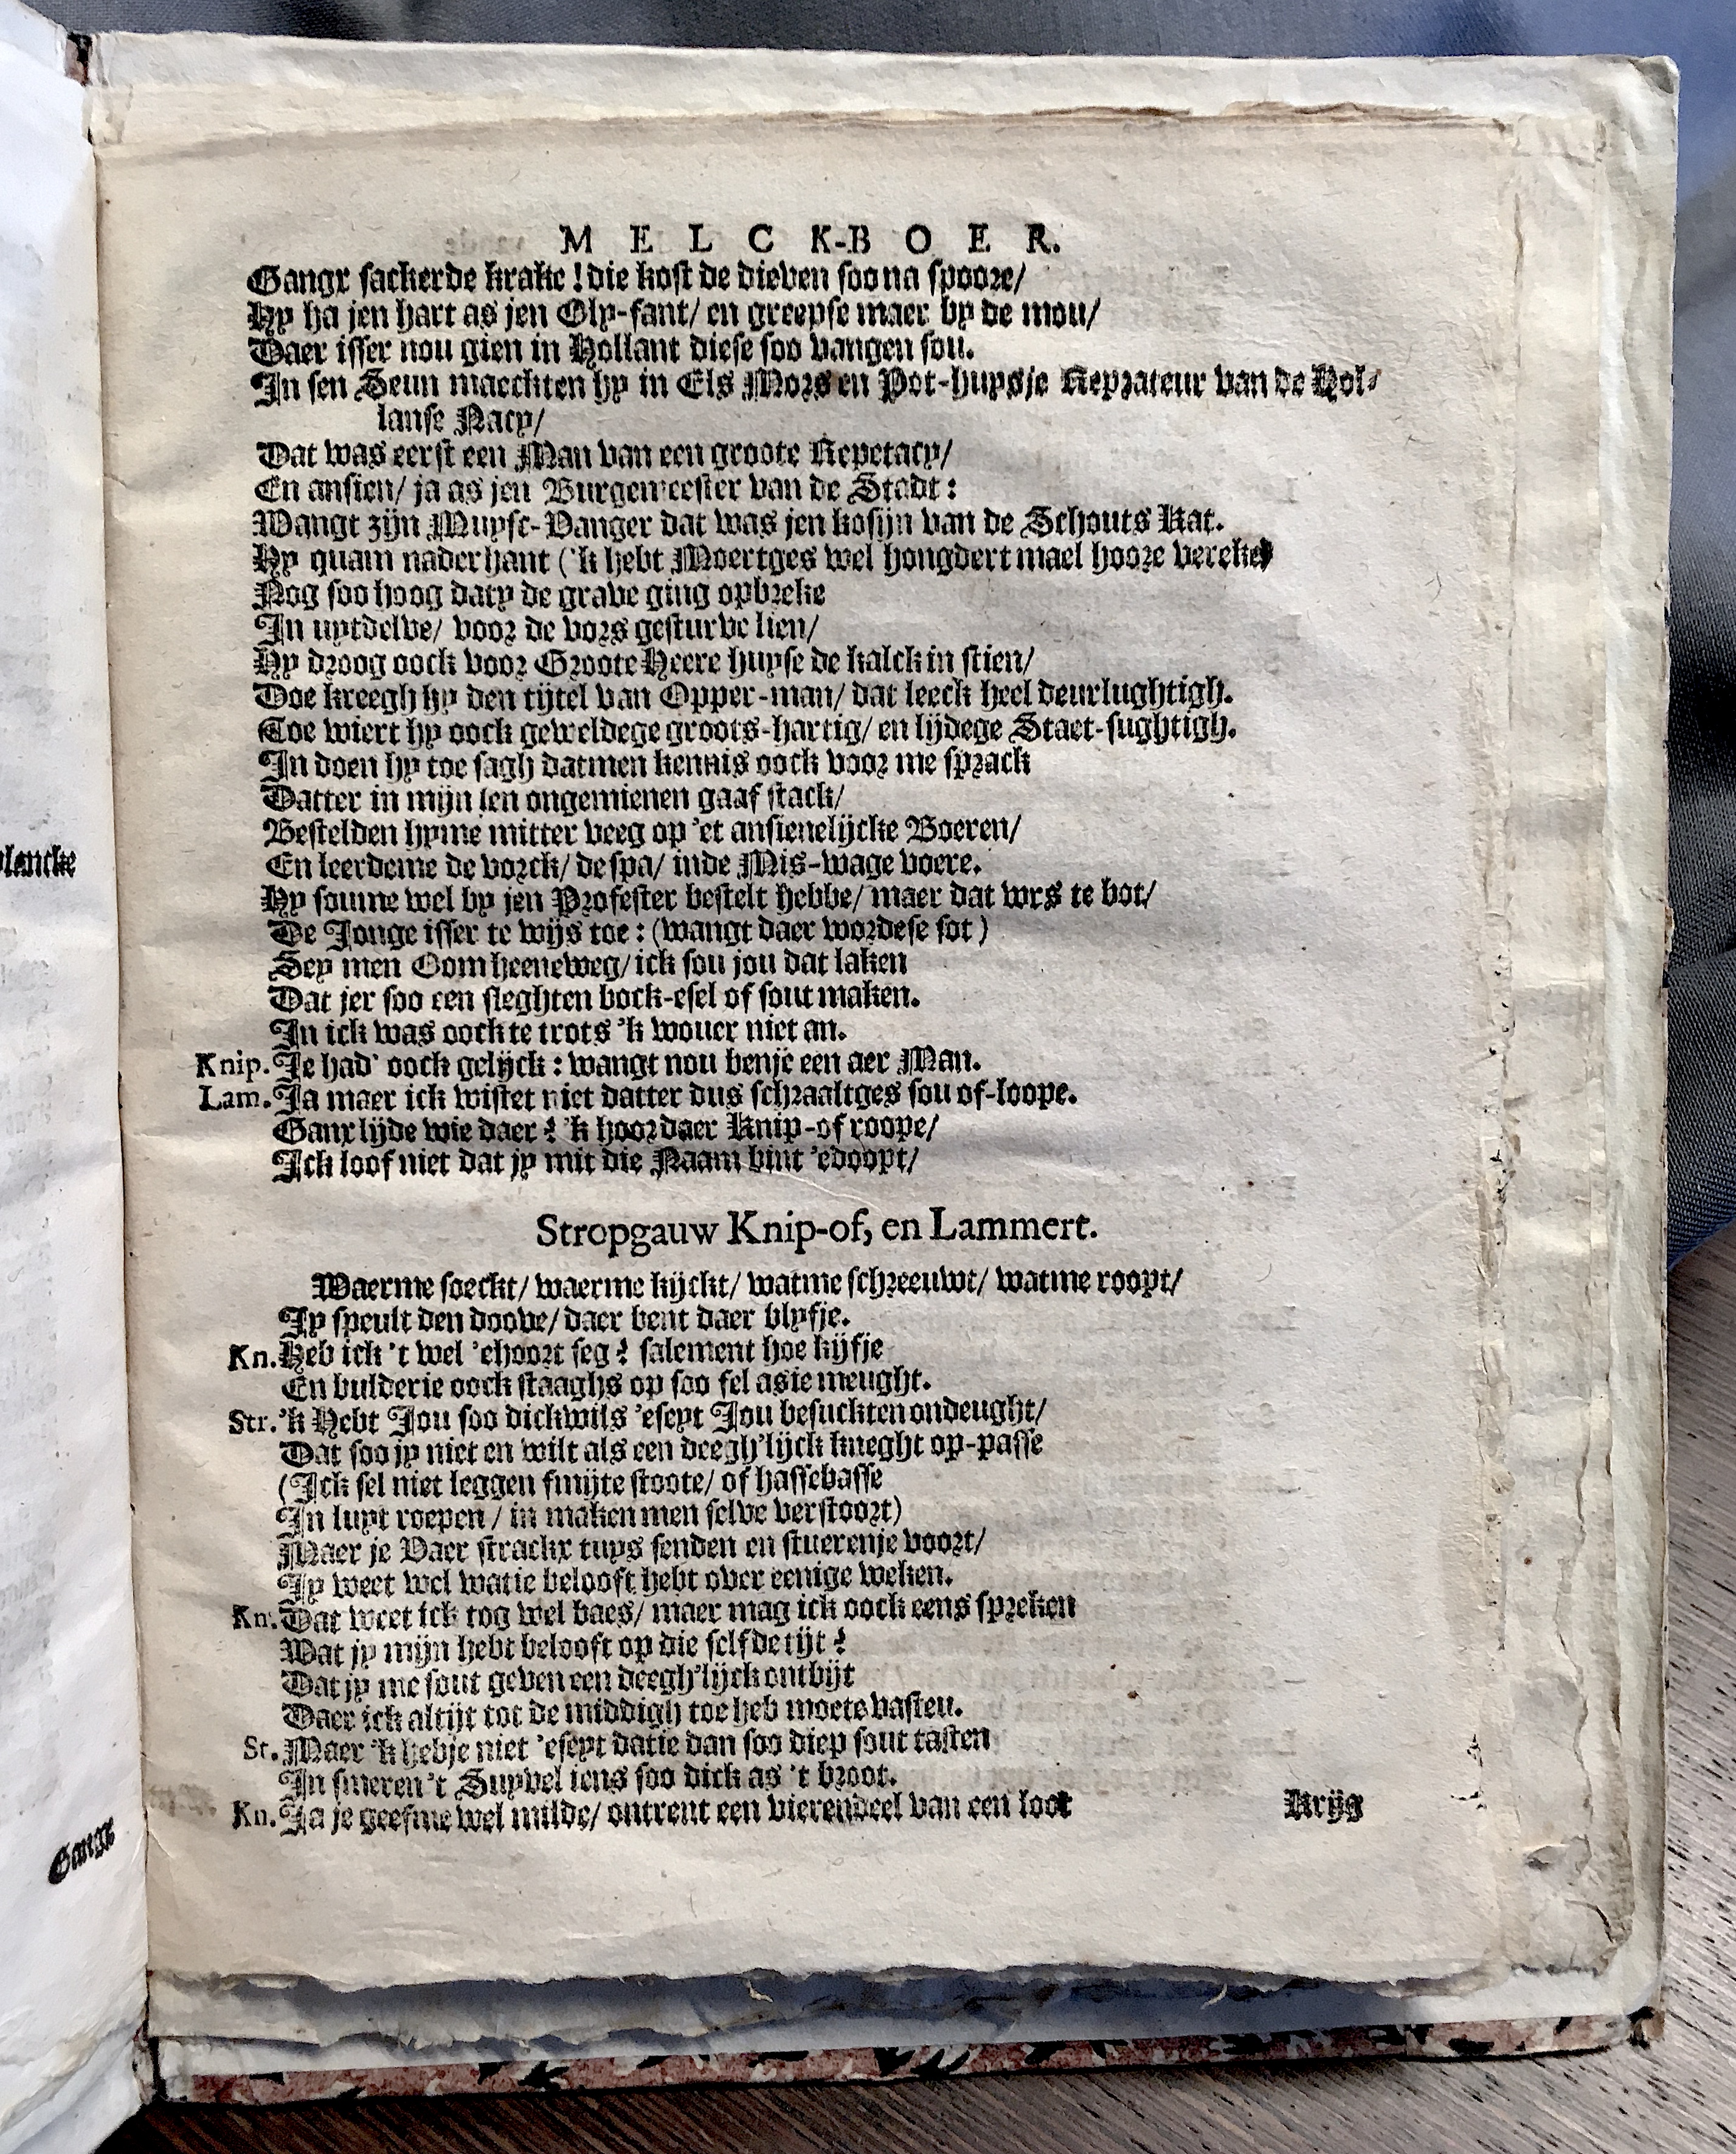 MELCK-BOER.
Gangx sackerde krake! die kost de dieven soo na spoore/
Hy ha jen hart as jen Oly-fant/ en greepse maer by de mou/
Daer isser nou gien in Hollant diese soo vangen sou.
In sen Seun maeckten hy in Els Mors en Pot-huysje Reprateur van de Hol-
lanse Nacy/
Dat was eerst een Man van een groote Repetacy/
En ansien/ ja as jen Burgemeester van de Stadt:
Wangt zijn Muyse-Vanger dat was jen kosijn van de Schouts Kat.
Hy quam naderhant ('k hebt Moertges wel hongdert mael hoore vereke)
Nog soo hoog daty de grave ging opbreke
In uytdelve/ voor de vors gesturve lien/
Hy droog oock voor Groote Heere huyse de kalck in stien/
Doe kreegh hy den tijtel van Opper-man/ dat leeck heel deurlughtigh.
Toe wiert hy oock geweldege groots-hartig/ en lijdege Staet-sughtigh.
In doen hy toe sagh datmen kennis oock voor me sprack
Datter in mijn ien ongemienen gaaf stack/
Bestelden hyme mitter veeg op 'et ansienelijcke Boeren/
En leerdeme de vorck/ de spa/ inde Mis-wage voere.
Hy soume wel by jen Profester bestelt hebbe/ maer dat wrs te bot/
De Jonge isser te wijs toe: (wangt daer wordese sot)
Sey men Oom heeneweg/ ick sou jou dat laken
Dat jer soo een sleghten bock-esel of sout maken.
In ick was oock te trots 'k wouer niet an.
Knip. Je had' oock gelijck: wangt nou benje een aer Man.
Lam. Ja maer ick wistet niet datter dus schraaltges sou of-loope.
Ganx lijde wie daer? 'k hoor daer Knip-of roope/
Ick loof niet dat jy mit die Naam bint 'edoopt/
Stropgauw Knip-of, en Lammert.
Waerme soeckt/ waerme kijckt/ watme schreeuwt/ watme roopt/
Jy speult den doove/ daer bent daer blyfje.
Kn. Heb ick 't wel 'ehoort seg? salement hoe kijfje
En bulderie oock staaghs op soo fel asie meught.
Str. 'k Hebt Jou soo dickwils 'eseyt Jou besuckten ondeught/
Dat soo jy niet en wilt als een deegh'lijck kneght op-passe
(Ick sel niet leggen smijte stoote/ of hassebasse
In luyt roepen/ in maken men selve verstoort)
Maer je Vaer strackx tuys senden en stuerenje voort/
Jy weet wel watie belooft hebt over eenige weken.
Kn. Dat weet ick tog wel baes/ maer mag ick oock eens spreken
Wat jy mijn hebt belooft op die selfde tijt?
Dat jy me sout geven een deegh'lijck ontbijt
Daer ick altijt tot de middigh toe heb moete vasten.
St. Maer 'k hebje niet 'eseyt datie dan soo diep sout tasten
In smeren 't Suyvel iens soo dick as 't broot.
Kn. Ja je geefme wel milde/ ontrent een vierendeel van een loot
Krijg